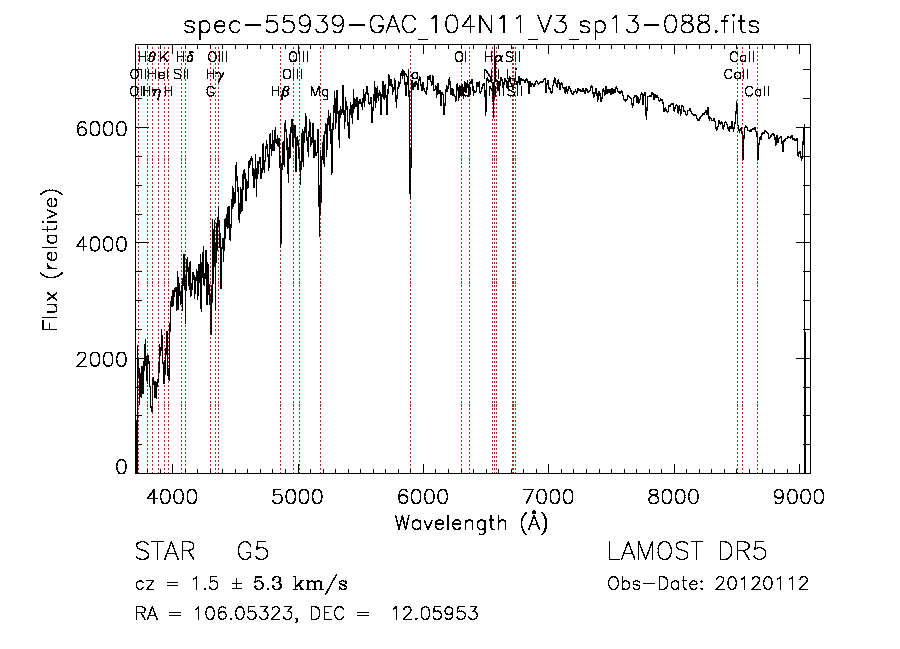 spec-55939-GAC_104N11_V3_sp13-088.fits
Hθ K Hδ OIII OIII OI Hα SII CaII
OII HeI SII Hγ OIII CaII
OII Hη H G Hβ Mg Na SII CaII
6000
4000
2000
0
Flux (relative)
4000 5000 6000 7000 8000 9000
Wavelength (Å)
STAR G5 LAMOST DR5
cz = 1.5 ± 5.3 km/s Obs-Date: 20120112
RA = 106.05323, DEC = 12.05953